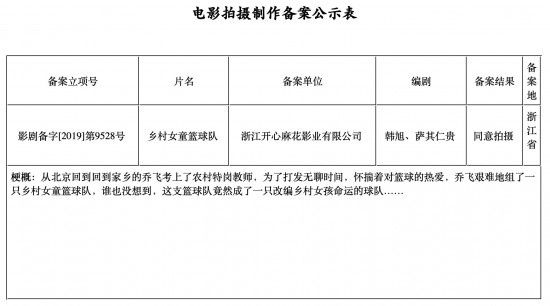 电影拍摄制作备案公示表
备案立项号 片名 备案单位 编剧 备案结果 备案地
影剧备字[2019]第9528号 乡村女童篮球队 浙江开心麻花影业有限公司 韩旭、萨其仁贵 同意拍摄 浙江省
梗概：从北京回到回到家乡的乔飞考上了农村特岗教师，为了打发无聊时间，怀揣着对篮球的热爱，乔飞艰难地组了一
只乡村女童篮球队，谁也没想到，这支篮球队竟然成了一只改编乡村女孩命运的球队……